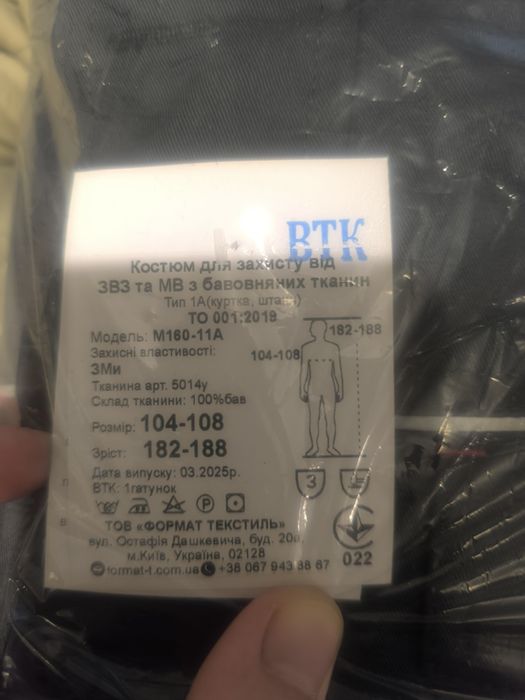 ВТК
Костюм для захисту від
ЗВЗ та МВ з бавовняних тканин
Тип 1А(куртка, штани)
ТО 001:2019
182-188
Модель: М160-11А
Захисні властивості:
104-108
ЗМи
Тканина арт. 5014у
Склад тканини: 100%бав
Розмір: 104-108
Зріст: 182-188
Дата випуску: 03.2025р.
ВТК: 1гатунок
З
P
ТОВ «ФОРМАТ ТЕКСТИЛЬ»
вул. Остафія Дашкевича, буд. 20а,
м.Київ, Україна, 02128
format-t.com.ua +38 067 943 88 67
022